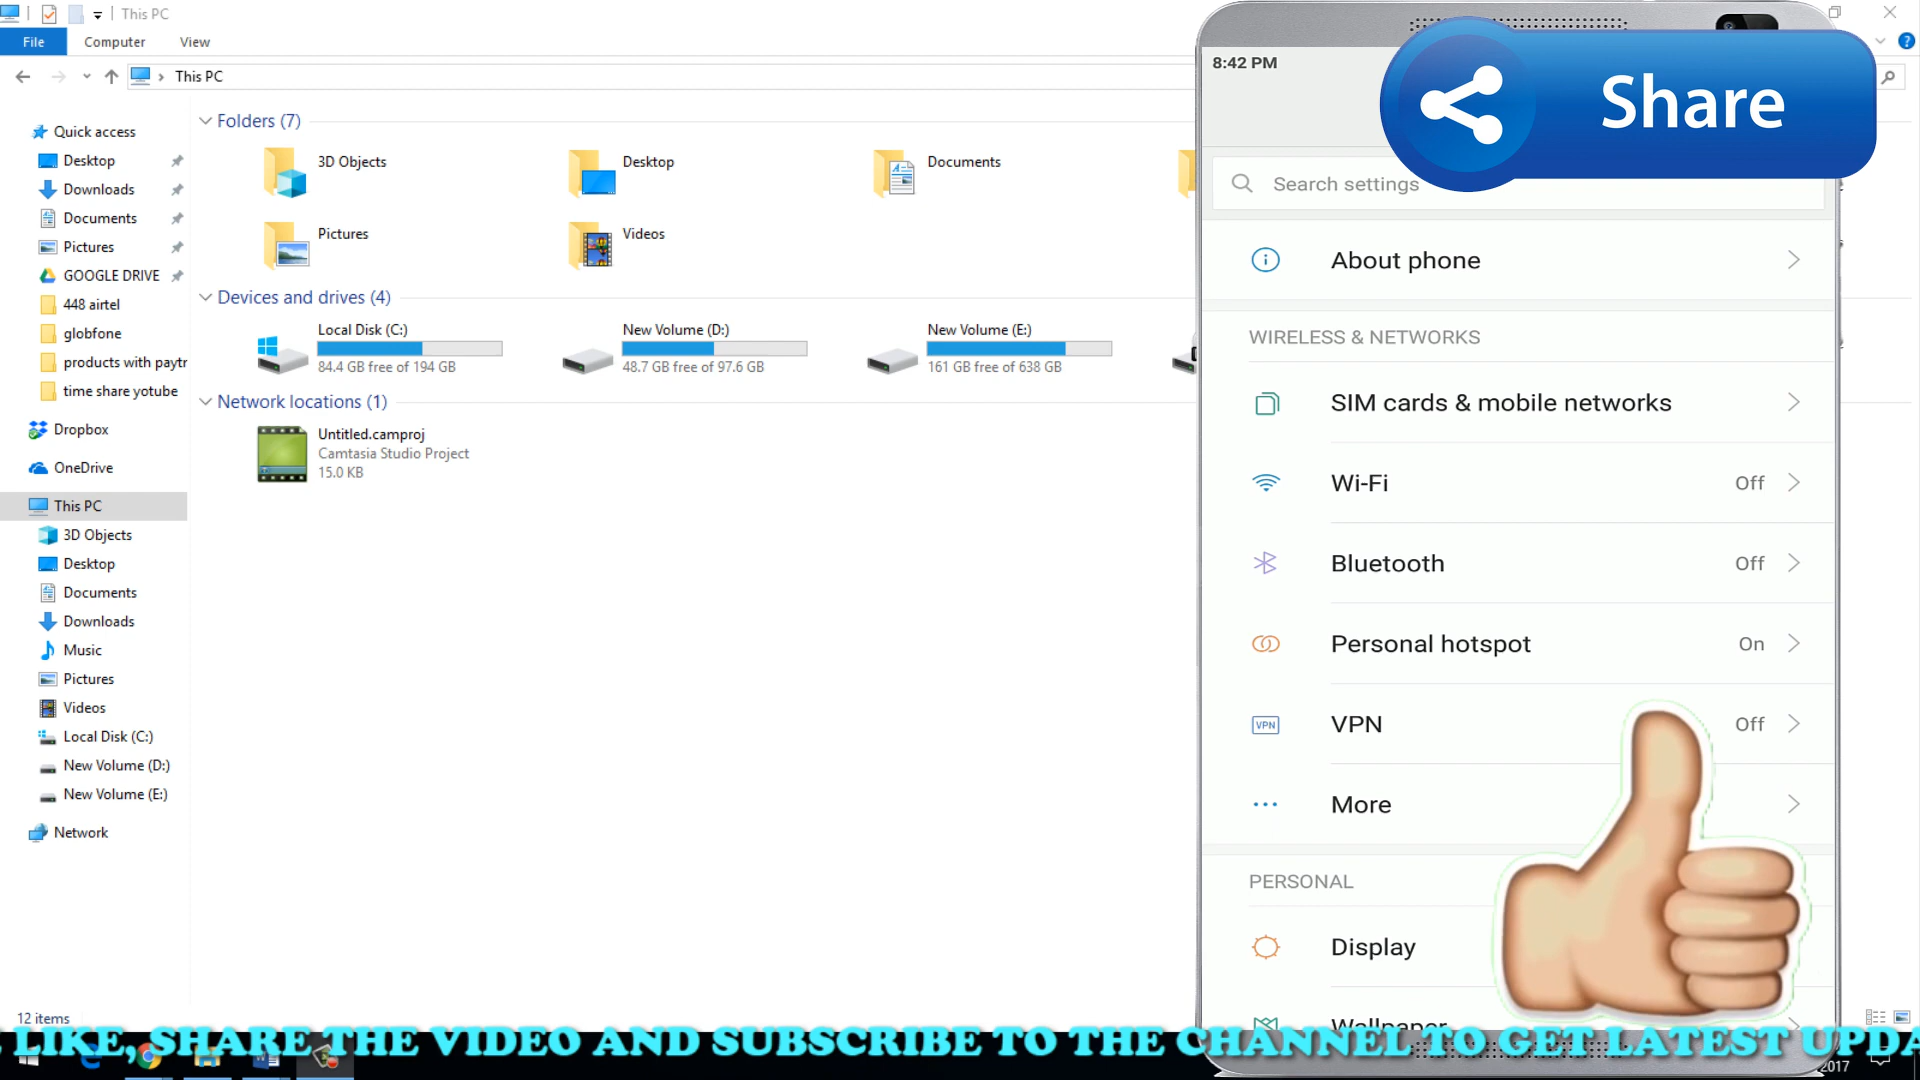 This PC
File
Computer
View
This PC
Quick access
Desktop
Downloads
Documents
Pictures
GOOGLE DRIVE
448 airtel
globfone
products with paytr
time share yotube
Dropbox
OneDrive
This PC
3D Objects
Desktop
Documents
Downloads
Music
Pictures
Videos
Local Disk (C:)
New Volume (D:)
New Volume (E:)
Network
12 items
Folders (7)
3D Objects
Desktop
Documents
Pictures
Videos
Devices and drives (4)
Local Disk (C:)
84.4 GB free of 194 GB
New Volume (D:)
48.7 GB free of 97.6 GB
New Volume (E:)
161 GB free of 638 GB
Network locations (1)
Untitled.camproj
Camtasia Studio Project
15.0 KB
8:42 PM
Share
Search settings
About phone
WIRELESS & NETWORKS
SIM cards & mobile networks
Wi-Fi Off
Bluetooth Off
Personal hotspot On
VPN VPN Off
More
PERSONAL
Display
Wallpaper
LIKE, SHARE THE VIDEO AND SUBSCRIBE TO THE CHANNEL TO GET LATEST UPDA
2017